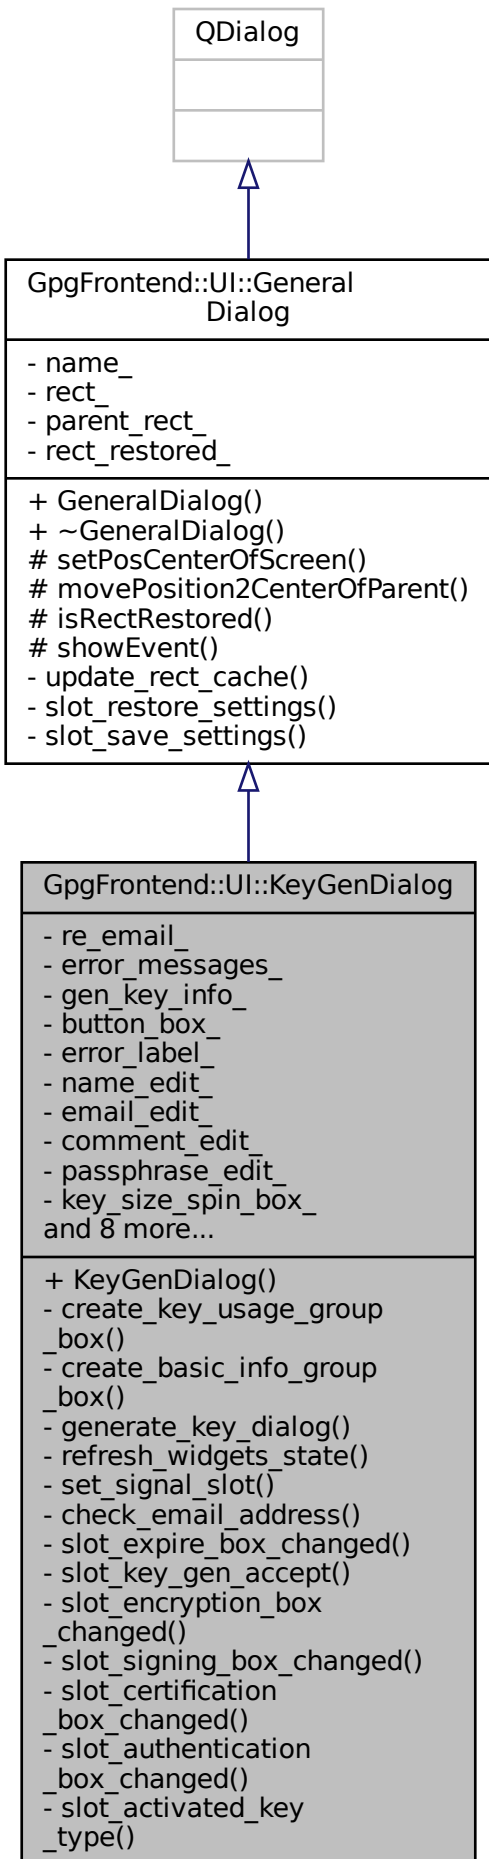 QDialog
GpgFrontend::UI::General
Dialog
- name_
- rect_
- parent_rect_
- rect_restored_
+ GeneralDialog()
+ ~GeneralDialog()
# setPosCenterOfScreen()
# movePosition2CenterOfParent()
# isRectRestored()
# showEvent()
- update_rect_cache()
- slot_restore_settings()
- slot_save_settings()
GpgFrontend::UI::KeyGenDialog
- re_email_
- error_messages_
- gen_key_info_
- button_box_
- error_label_
- name_edit_
- email_edit_
- comment_edit_
- passphrase_edit_
- key_size_spin_box_
and 8 more...
+ KeyGenDialog()
- create_key_usage_group
_box()
- create_basic_info_group
_box()
- generate_key_dialog()
- refresh_widgets_state()
- set_signal_slot()
- check_email_address()
- slot_expire_box_changed()
- slot_key_gen_accept()
- slot_encryption_box
_changed()
- slot_signing_box_changed()
- slot_certification
_box_changed()
- slot_authentication
_box_changed()
- slot_activated_key
_type()